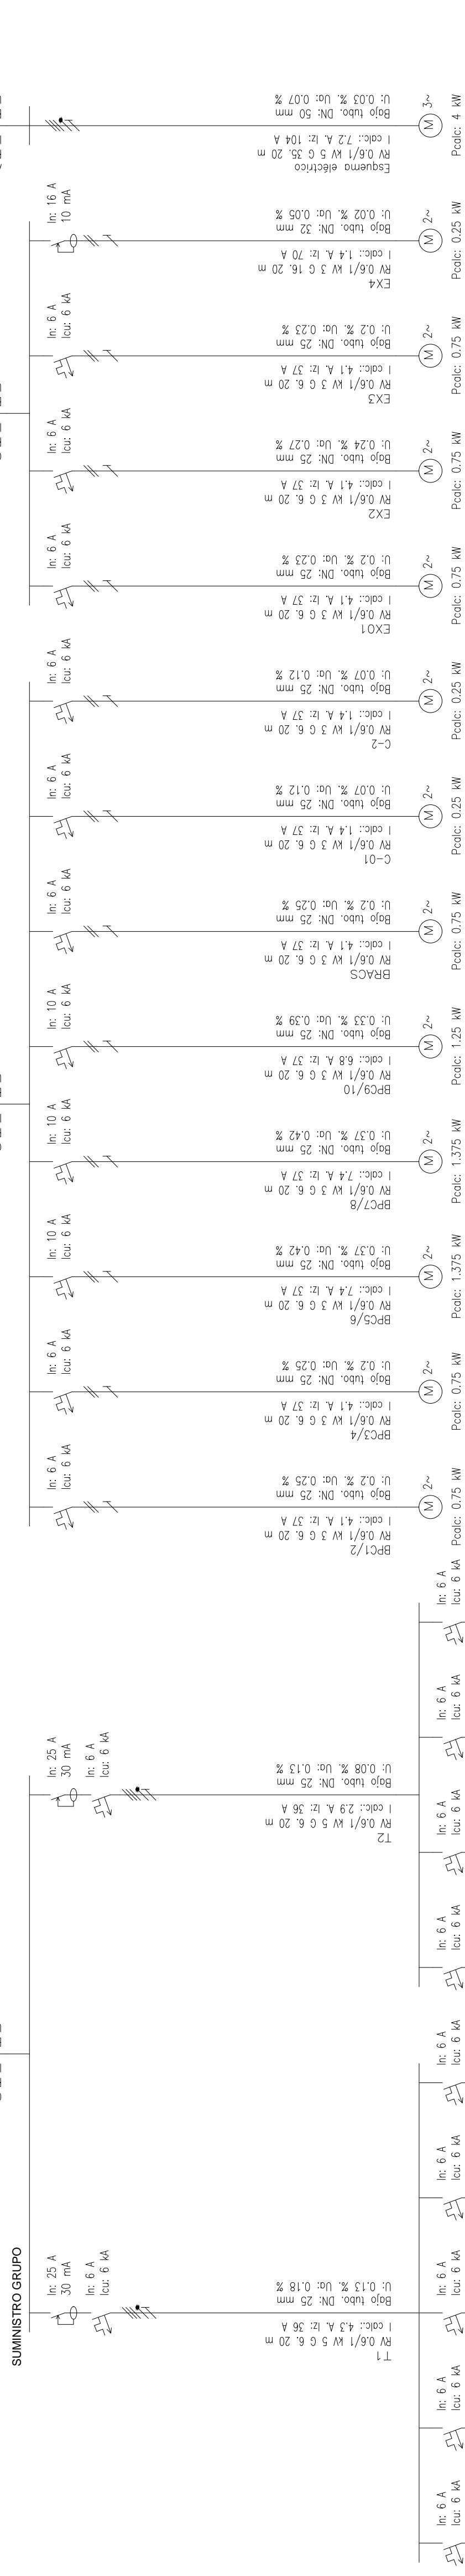 SUMINISTRO GRUPO
In: 25 A
30 mA
In: 6 A
Icu: 6 kA
T1
RV 0.6/1 kV 5 G 6. 20 m
I calc.: 4.3 A. Iz: 36 A
Bajo tubo. DN: 25 mm
U: 0.13 %. Ua: 0.18 %
In: 6 A
Icu: 6 kA
In: 6 A
Icu: 6 kA
In: 6 A
Icu: 6 kA
In: 6 A
Icu: 6 kA
In: 6 A
Icu: 6 kA
In: 25 A
30 mA
In: 6 A
Icu: 6 kA
T2
RV 0.6/1 kV 5 G 6. 20 m
I calc.: 2.9 A. Iz: 36 A
Bajo tubo. DN: 25 mm
U: 0.08 %. Ua: 0.13 %
In: 6 A
Icu: 6 kA
In: 6 A
Icu: 6 kA
In: 6 A
Icu: 6 kA
In: 6 A
Icu: 6 kA
In: 6 A
Icu: 6 kA
BPC1/2
RV 0.6/1 kV 3 G 6. 20 m
I calc.: 4.1 A. Iz: 37 A
Bajo tubo. DN: 25 mm
U: 0.2 %. Ua: 0.25 %
M 2~
Pcalc: 0.75 kW
In: 6 A
Icu: 6 kA
BPC3/4
RV 0.6/1 kV 3 G 6. 20 m
I calc.: 4.1 A. Iz: 37 A
Bajo tubo. DN: 25 mm
U: 0.2 %. Ua: 0.25 %
M 2~
Pcalc: 0.75 kW
In: 10 A
Icu: 6 kA
BPC5/6
RV 0.6/1 kV 3 G 6. 20 m
I calc.: 7.4 A. Iz: 37 A
Bajo tubo. DN: 25 mm
U: 0.37 %. Ua: 0.42 %
M 2~
Pcalc: 1.375 kW
In: 10 A
Icu: 6 kA
BPC7/8
RV 0.6/1 kV 3 G 6. 20 m
I calc.: 7.4 A. Iz: 37 A
Bajo tubo. DN: 25 mm
U: 0.37 %. Ua: 0.42 %
M 2~
Pcalc: 1.375 kW
In: 10 A
Icu: 6 kA
BPC9/10
RV 0.6/1 kV 3 G 6. 20 m
I calc.: 6.8 A. Iz: 37 A
Bajo tubo. DN: 25 mm
U: 0.33 %. Ua: 0.39 %
M 2~
Pcalc: 1.25 kW
In: 6 A
Icu: 6 kA
BRACS
RV 0.6/1 kV 3 G 6. 20 m
I calc.: 4.1 A. Iz: 37 A
Bajo tubo. DN: 25 mm
U: 0.2 %. Ua: 0.25 %
M 2~
Pcalc: 0.75 kW
In: 6 A
Icu: 6 kA
C-01
RV 0.6/1 kV 3 G 6. 20 m
I calc.: 1.4 A. Iz: 37 A
Bajo tubo. DN: 25 mm
U: 0.07 %. Ua: 0.12 %
M 2~
Pcalc: 0.25 kW
In: 6 A
Icu: 6 kA
C-2
RV 0.6/1 kV 3 G 6. 20 m
I calc.: 1.4 A. Iz: 37 A
Bajo tubo. DN: 25 mm
U: 0.07 %. Ua: 0.12 %
M 2~
Pcalc: 0.25 kW
In: 6 A
Icu: 6 kA
EX01
RV 0.6/1 kV 3 G 6. 20 m
I calc.: 4.1 A. Iz: 37 A
Bajo tubo. DN: 25 mm
U: 0.2 %. Ua: 0.23 %
M 2~
Pcalc: 0.75 kW
In: 6 A
Icu: 6 kA
EX2
RV 0.6/1 kV 3 G 6. 20 m
I calc.: 4.1 A. Iz: 37 A
Bajo tubo. DN: 25 mm
U: 0.24 %. Ua: 0.27 %
M 2~
Pcalc: 0.75 kW
In: 6 A
Icu: 6 kA
EX3
RV 0.6/1 kV 3 G 6. 20 m
I calc.: 4.1 A. Iz: 37 A
Bajo tubo. DN: 25 mm
U: 0.2 %. Ua: 0.23 %
M 2~
Pcalc: 0.75 kW
In: 16 A
10 mA
EX4
RV 0.6/1 kV 3 G 16. 20 m
I calc.: 1.4 A. Iz: 70 A
Bajo tubo. DN: 32 mm
U: 0.02 %. Ua: 0.05 %
M 2~
Pcalc: 0.25 kW
Esquema eléctrico
RV 0.6/1 kV 5 G 35. 20 m
I calc.: 7.2 A. Iz: 104 A
Bajo tubo. DN: 50 mm
U: 0.03 %. Ua: 0.07 %
M 3~
Pcalc: 4 kW